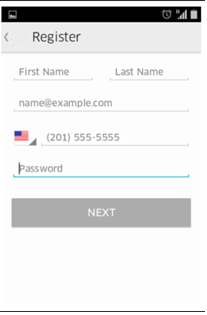 Register
First Name Last Name
name@example.com
(201) 555-5555
Password
NEXT